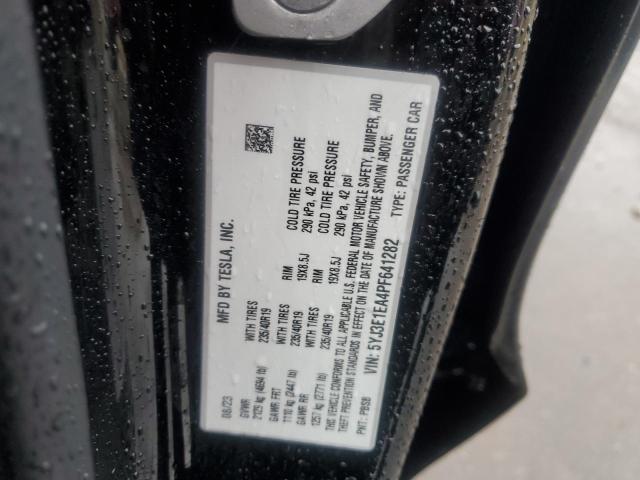 MFD BY TESLA, INC.
08/23
GVWR
2129 kg (4694 lb)
WITH TIRES
235/40R19
RIM
19X8.5J
COLD TIRE PRESSURE
290 kPa, 42 psi
GAWR FRT
1110 kg (2447 lb)
WITH TIRES
235/40R19
RIM
19X8.5J
COLD TIRE PRESSURE
290 kPa, 42 psi
GAWR RR
1257 kg (2771 lb)
WITH TIRES
235/40R19
THIS VEHICLE CONFORMS TO ALL APPLICABLE U.S. FEDERAL MOTOR VEHICLE SAFETY, BUMPER, AND
THEFT PREVENTION STANDARDS IN EFFECT ON THE DATE OF MANUFACTURE SHOWN ABOVE.
VIN: 5YJ3E1EA4PF641282
TYPE: PASSENGER CAR
PNT: PBSB